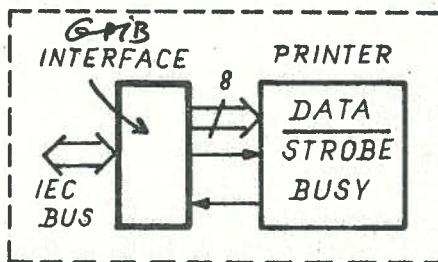 GPiB
INTERFACE
PRINTER
8
DATA
STROBE
BUSY
IEC
BUS